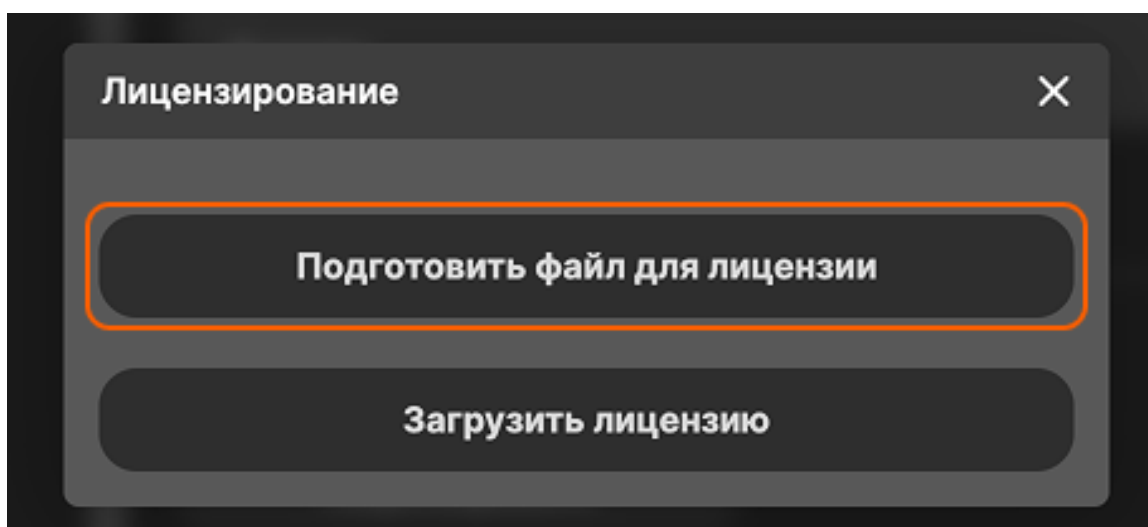 Лицензирование
Подготовить файл для лицензии
Загрузить лицензию